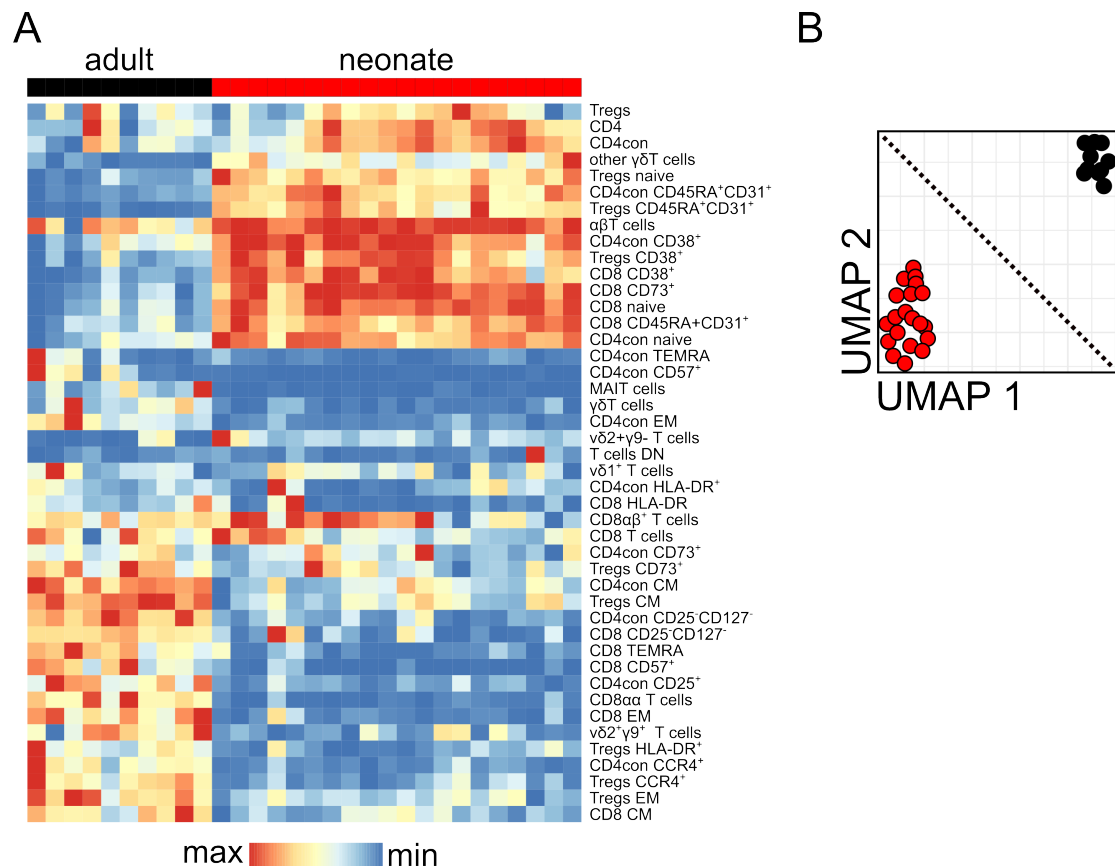 A
B
adult
neonate
Tregs
CD4
CD4con
other γδT cells
Tregs naive
CD4con CD45RA⁺CD31⁺
Tregs CD45RA⁺CD31⁺
αβT cells
CD4con CD38⁺
Tregs CD38⁺
CD8 CD38⁺
CD8 CD73⁺
CD8 naive
CD8 CD45RA+CD31⁺
CD4con naive
CD4con TEMRA
CD4con CD57⁺
MAIT cells
γδT cells
CD4con EM
vδ2+γ9- T cells
T cells DN
vδ1⁺ T cells
CD4con HLA-DR⁺
CD8 HLA-DR
CD8αβ⁺ T cells
CD8 T cells
CD4con CD73⁺
Tregs CD73⁺
CD4con CM
Tregs CM
CD4con CD25⁻CD127⁻
CD8 CD25⁻CD127⁻
CD8 TEMRA
CD8 CD57⁺
CD4con CD25⁺
CD8αα T cells
CD8 EM
vδ2⁺γ9⁺ T cells
Tregs HLA-DR⁺
CD4con CCR4⁺
Tregs CCR4⁺
Tregs EM
CD8 CM
max
min
UMAP 2
UMAP 1